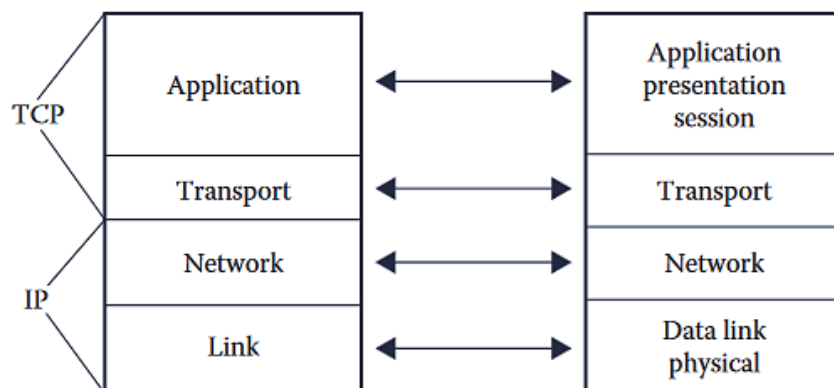 TCP
IP
Application
Transport
Network
Link
Application
presentation
session
Transport
Network
Data link
physical